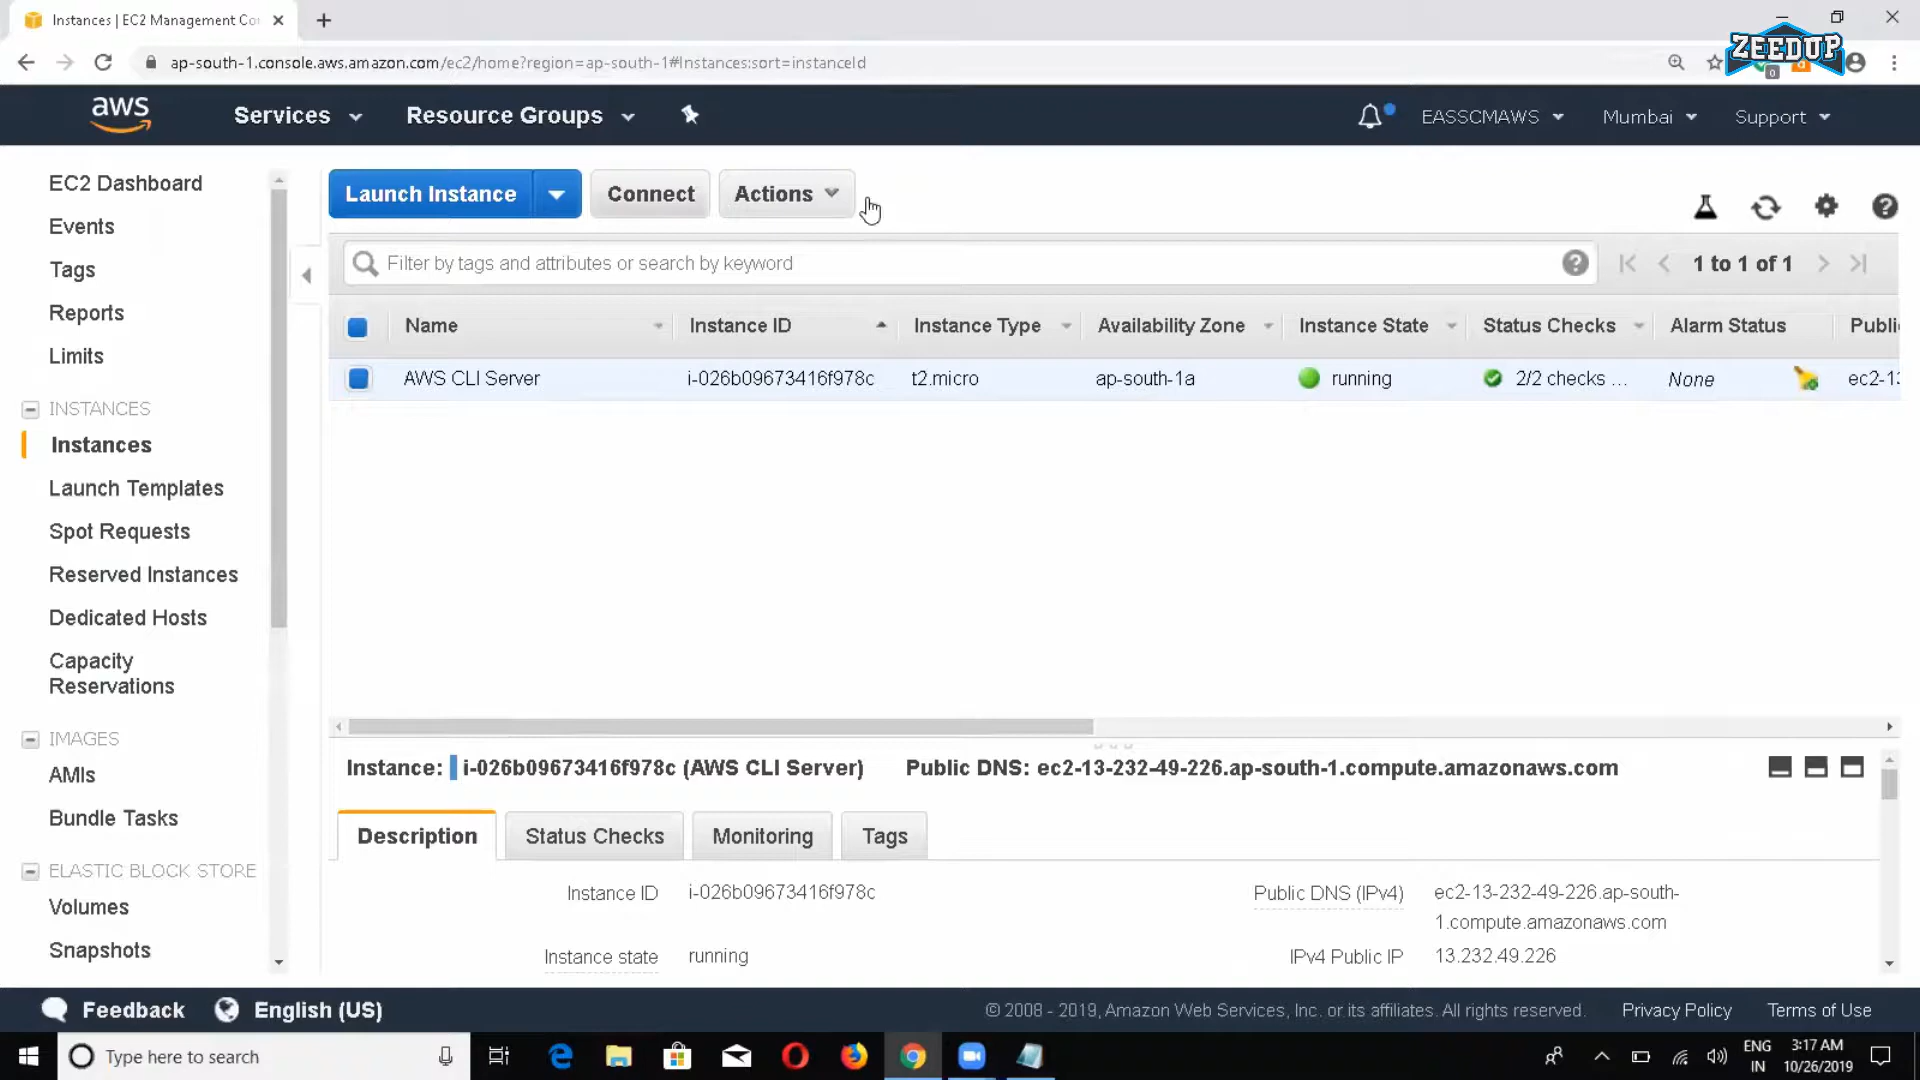 Instances | EC2 Management Co
ap-south-1.console.aws.amazon.com/ec2/home?region=ap-south-1#Instances:sort=instanceId
ZEEDUP
0
aws
Services
Resource Groups
EASSCMAWS
Mumbai
Support
EC2 Dashboard
Events
Tags
Reports
Limits
INSTANCES
Instances
Launch Templates
Spot Requests
Reserved Instances
Dedicated Hosts
Capacity
Reservations
IMAGES
AMIs
Bundle Tasks
ELASTIC BLOCK STORE
Volumes
Snapshots
Launch Instance
Connect
Actions
Filter by tags and attributes or search by keyword
1 to 1 of 1
Name Instance ID Instance Type Availability Zone Instance State Status Checks Alarm Status Publi
AWS CLI Server i-026b09673416f978c t2.micro ap-south-1a running 2/2 checks ... None ec2-13
Instance: i-026b09673416f978c (AWS CLI Server) Public DNS: ec2-13-232-49-226.ap-south-1.compute.amazonaws.com
Description Status Checks Monitoring Tags
Instance ID i-026b09673416f978c Public DNS (IPv4) ec2-13-232-49-226.ap-south-
1.compute.amazonaws.com
Instance state running IPv4 Public IP 13.232.49.226
Feedback English (US) © 2008 - 2019, Amazon Web Services, Inc. or its affiliates. All rights reserved. Privacy Policy Terms of Use
Type here to search
ENG
IN
3:17 AM
10/26/2019